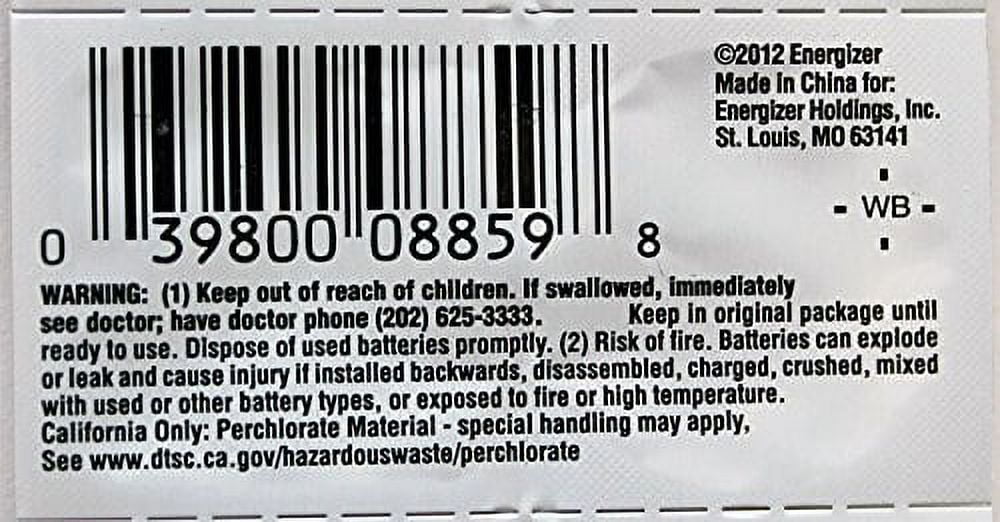 ©2012 Energizer
Made in China for:
Energizer Holdings, Inc.
St. Louis, MO 63141
- WB -
0 39800 08859 8
WARNING: (1) Keep out of reach of children. If swallowed, immediately
see doctor; have doctor phone (202) 625-3333. Keep in original package until
ready to use. Dispose of used batteries promptly. (2) Risk of fire. Batteries can explode
or leak and cause injury if installed backwards, disassembled, charged, crushed, mixed
with used or other battery types, or exposed to fire or high temperature.
California Only: Perchlorate Material - special handling may apply,
See www.dtsc.ca.gov/hazardouswaste/perchlorate